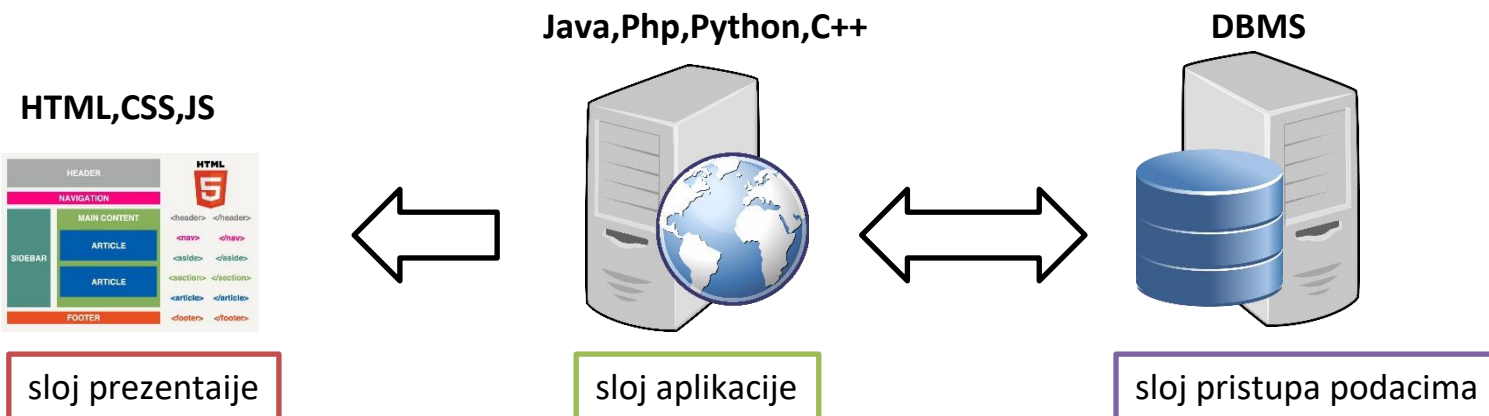 Java,Php,Python,C++
DBMS
HTML,CSS,JS
HEADER
NAVIGATION
SIDEBAR
MAIN CONTENT
ARTICLE
ARTICLE
FOOTER
HTML
5
<header> </header>
<nav> </nav>
<aside> </aside>
<section> </section>
<article> </article>
<footer> </footer>
sloj prezentaije
sloj aplikacije
sloj pristupa podacima